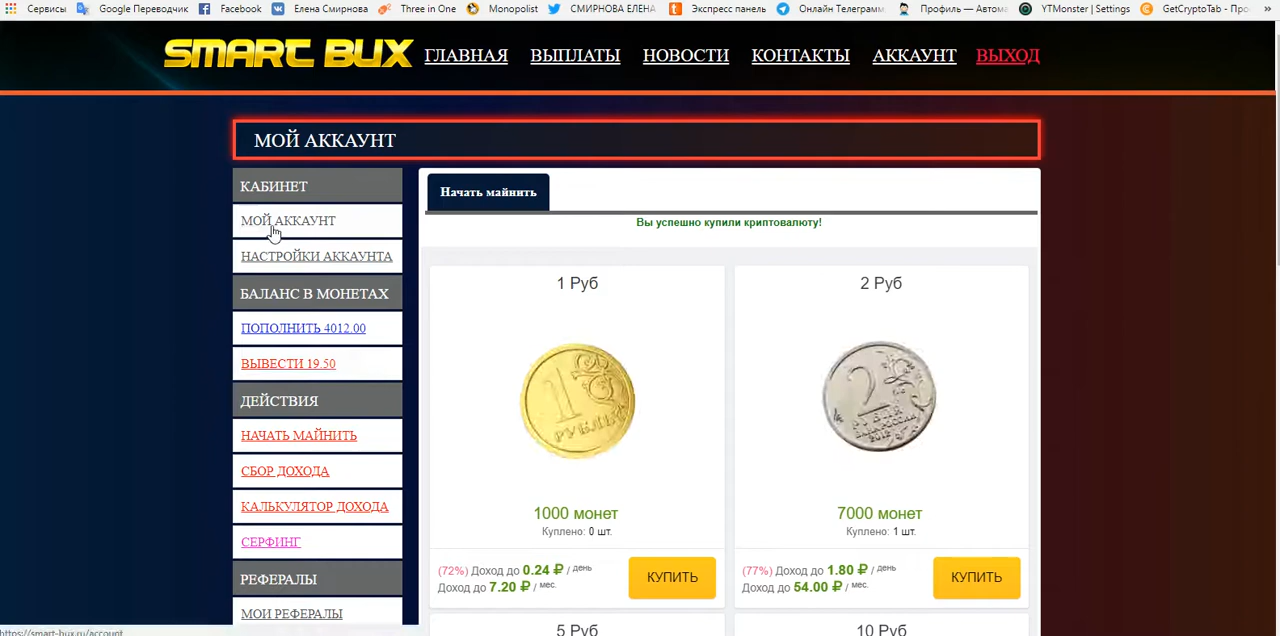 Сервисы Google Переводчик Facebook Елена Смирнова Three in One Monopolist СМИРНОВА ЕЛЕНА Экспресс панель Онлайн Телеграмм Профиль — Автома YTMonster | Settings GetCryptoTab - Про »
SMART BUX ГЛАВНАЯ ВЫПЛАТЫ НОВОСТИ КОНТАКТЫ АККАУНТ ВЫХОД
МОЙ АККАУНТ
КАБИНЕТ
МОЙ АККАУНТ
НАСТРОЙКИ АККАУНТА
БАЛАНС В МОНЕТАХ
ПОПОЛНИТЬ 4012.00
ВЫВЕСТИ 19.50
ДЕЙСТВИЯ
НАЧАТЬ МАЙНИТЬ
СБОР ДОХОДА
КАЛЬКУЛЯТОР ДОХОДА
СЕРФИНГ
РЕФЕРАЛЫ
МОИ РЕФЕРАЛЫ
Начать майнить
Вы успешно купили криптовалюту!
1 Руб
1 РУБЛЬ
1000 монет
Куплено: 0 шт.
(72%) Доход до 0.24 ₽ / день
Доход до 7.20 ₽ / мес.
КУПИТЬ
2 Руб
2 РУБЛЯ
7000 монет
Куплено: 1 шт.
(77%) Доход до 1.80 ₽ / день
Доход до 54.00 ₽ / мес.
КУПИТЬ
5 Руб
10 Руб
https://smart-bux.ru/account